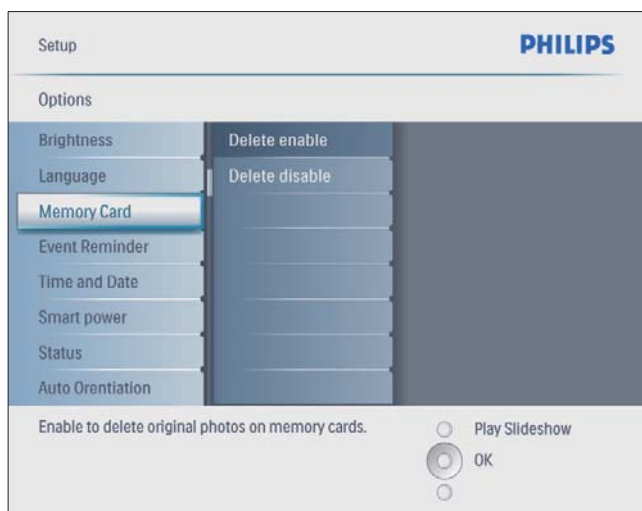 Setup
PHILIPS
Options
Brightness
Delete enable
Language
Delete disable
Memory Card
Event Reminder
Time and Date
Smart power
Status
Auto Orentiation
Enable to delete original photos on memory cards.
Play Slideshow
OK